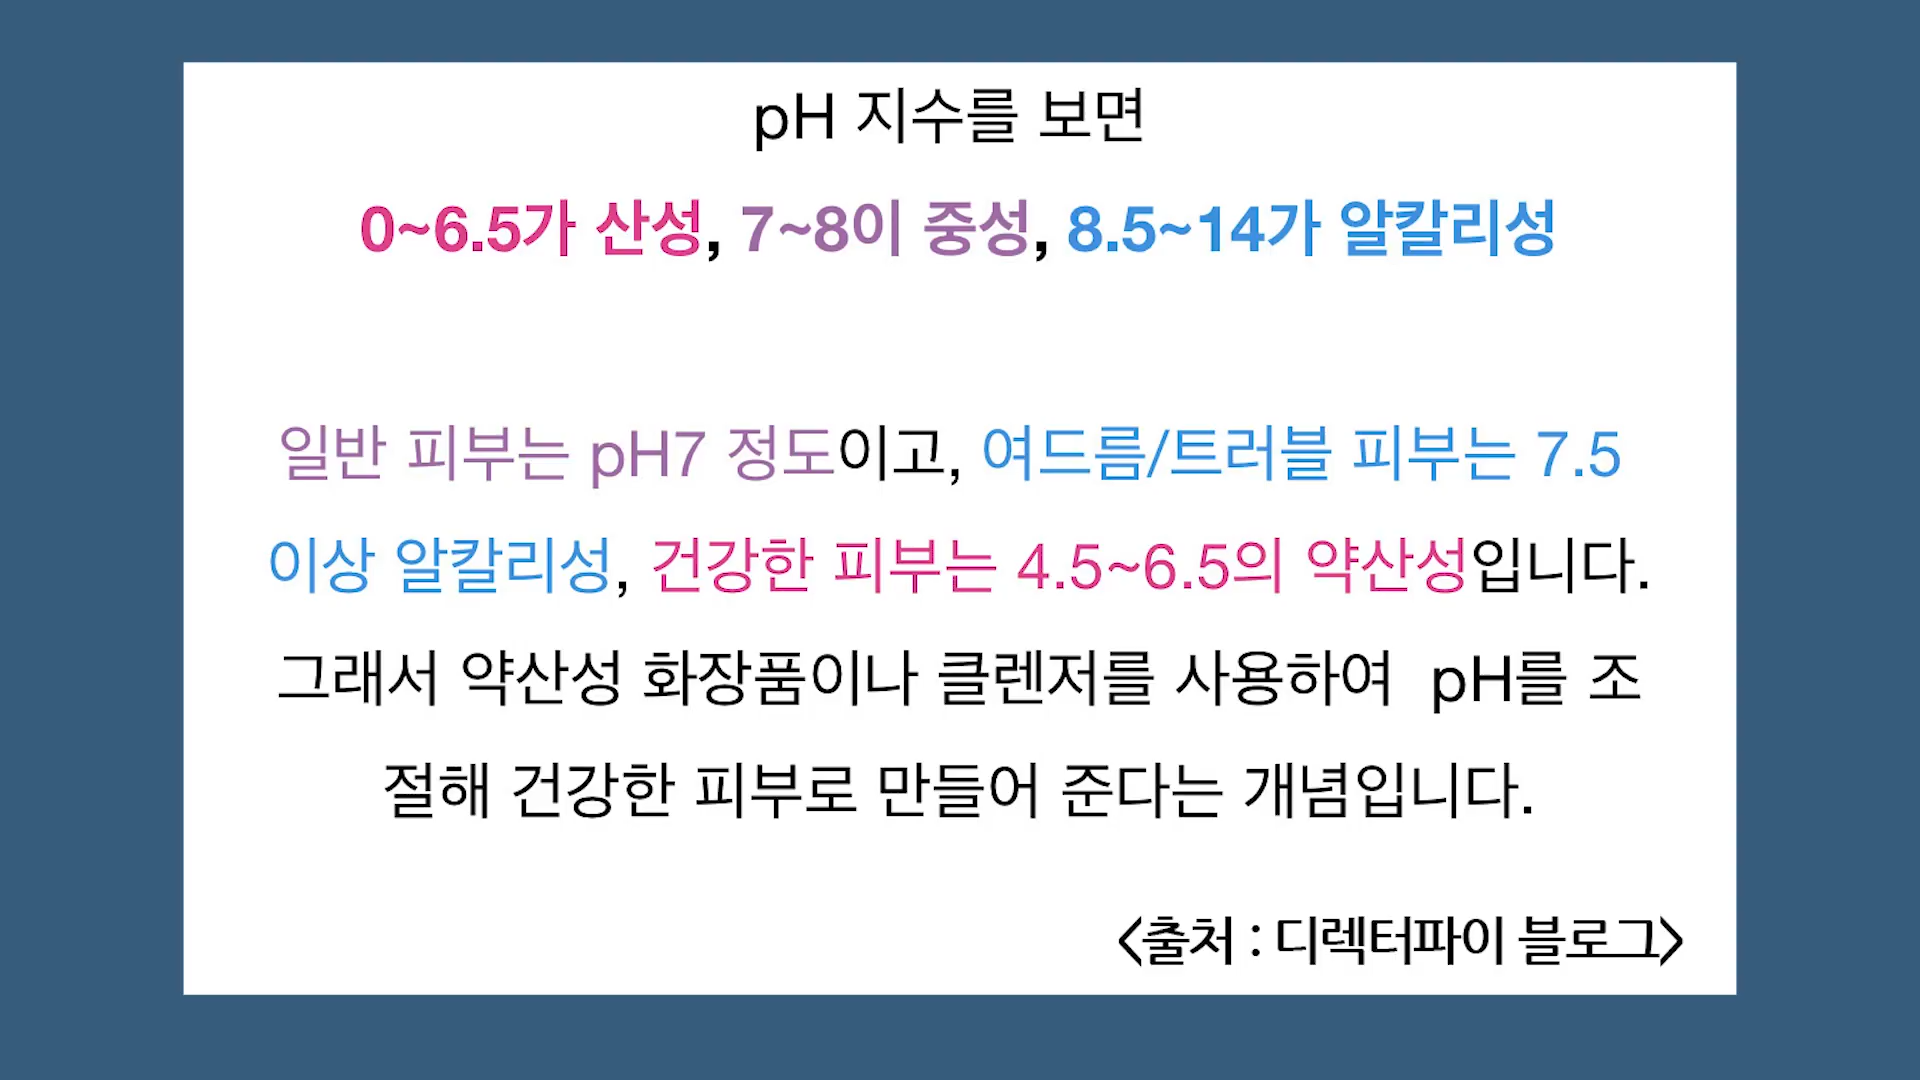 pH 지수를 보면
0~6.5가 산성, 7~8이 중성, 8.5~14가 알칼리성
일반 피부는 pH7 정도이고, 여드름/트러블 피부는 7.5
이상 알칼리성, 건강한 피부는 4.5~6.5의 약산성입니다.
그래서 약산성 화장품이나 클렌저를 사용하여 pH를 조
절해 건강한 피부로 만들어 준다는 개념입니다.
<출처 : 디렉터파이 블로그>